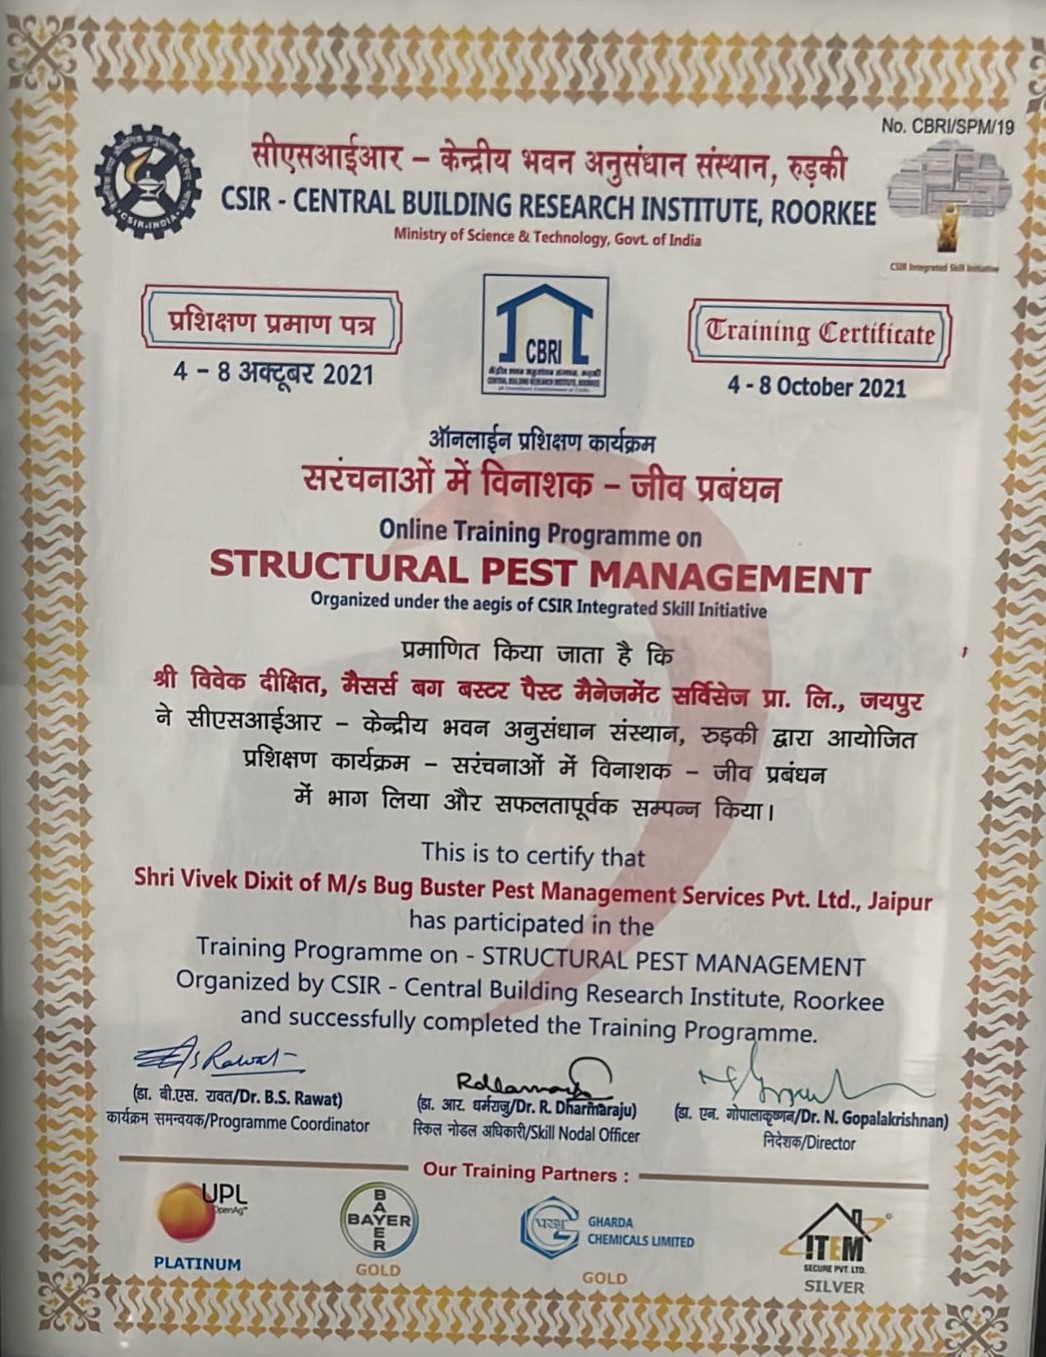 No. CBRI/SPM/19
सीएसआईआर – केन्द्रीय भवन अनुसंधान संस्थान, रुड़की
CSIR - CENTRAL BUILDING RESEARCH INSTITUTE, ROORKEE
Ministry of Science & Technology, Govt. of India
CSIR-INDIA
CSIR Integrated Skill Initiative
प्रशिक्षण प्रमाण पत्र
4 – 8 अक्टूबर 2021
CBRI
Training Certificate
4 - 8 October 2021
ऑनलाईन प्रशिक्षण कार्यक्रम
सरंचनाओं में विनाशक – जीव प्रबंधन
Online Training Programme on
STRUCTURAL PEST MANAGEMENT
Organized under the aegis of CSIR Integrated Skill Initiative
प्रमाणित किया जाता है कि
श्री विवेक दीक्षित, मैसर्स बग बस्टर पैस्ट मैनेजमेंट सर्विसेज प्रा. लि., जयपुर
ने सीएसआईआर – केन्द्रीय भवन अनुसंधान संस्थान, रुड़की द्वारा आयोजित
प्रशिक्षण कार्यक्रम – सरंचनाओं में विनाशक – जीव प्रबंधन
में भाग लिया और सफलतापूर्वक सम्पन्न किया।
This is to certify that
Shri Vivek Dixit of M/s Bug Buster Pest Management Services Pvt. Ltd., Jaipur
has participated in the
Training Programme on - STRUCTURAL PEST MANAGEMENT
Organized by CSIR - Central Building Research Institute, Roorkee
and successfully completed the Training Programme.
(डा. बी.एस. रावत/Dr. B.S. Rawat)
कार्यक्रम समन्वयक/Programme Coordinator
(डा. आर. धर्मराजु/Dr. R. Dharmaraju)
स्किल नोडल अधिकारी/Skill Nodal Officer
(डा. एन. गोपालाकृष्णन/Dr. N. Gopalakrishnan)
निदेशक/Director
Our Training Partners :
UPL
OpenAg™
PLATINUM
BAYER
BAYER
GOLD
घरडा
GHARDA
CHEMICALS LIMITED
GOLD
ITEM
SECURE PVT. LTD.
SILVER